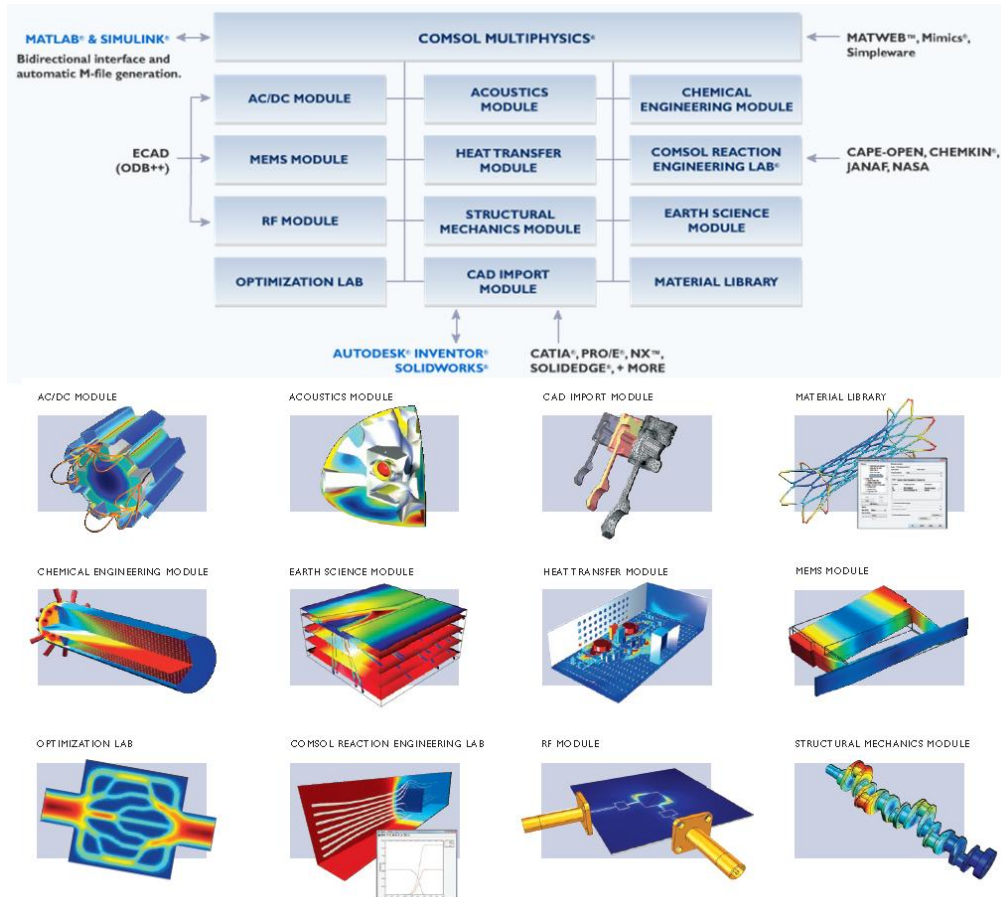 MATLAB® & SIMULINK®
Bidirectional interface and
automatic M-file generation.
COMSOL MULTIPHYSICS®
MATWEB™, Mimics®,
Simpleware
AC/DC MODULE
ACOUSTICS
MODULE
CHEMICAL
ENGINEERING MODULE
ECAD
(ODB++)
MEMS MODULE
HEAT TRANSFER
MODULE
COMSOL REACTION
ENGINEERING LAB®
CAPE-OPEN, CHEMKIN®,
JANAF, NASA
RF MODULE
STRUCTURAL
MECHANICS MODULE
EARTH SCIENCE
MODULE
OPTIMIZATION LAB
CAD IMPORT
MODULE
MATERIAL LIBRARY
AUTODESK® INVENTOR®
SOLIDWORKS®
CATIA®, PRO/E®, NX™,
SOLIDEDGE®, + MORE
AC/DC MODULE
ACOUSTICS MODULE
CAD IMPORT MODULE
MATERIAL LIBRARY
CHEMICAL ENGINEERING MODULE
EARTH SCIENCE MODULE
HEAT TRANSFER MODULE
MEMS MODULE
OPTIMIZATION LAB
COMSOL REACTION ENGINEERING LAB
RF MODULE
STRUCTURAL MECHANICS MODULE